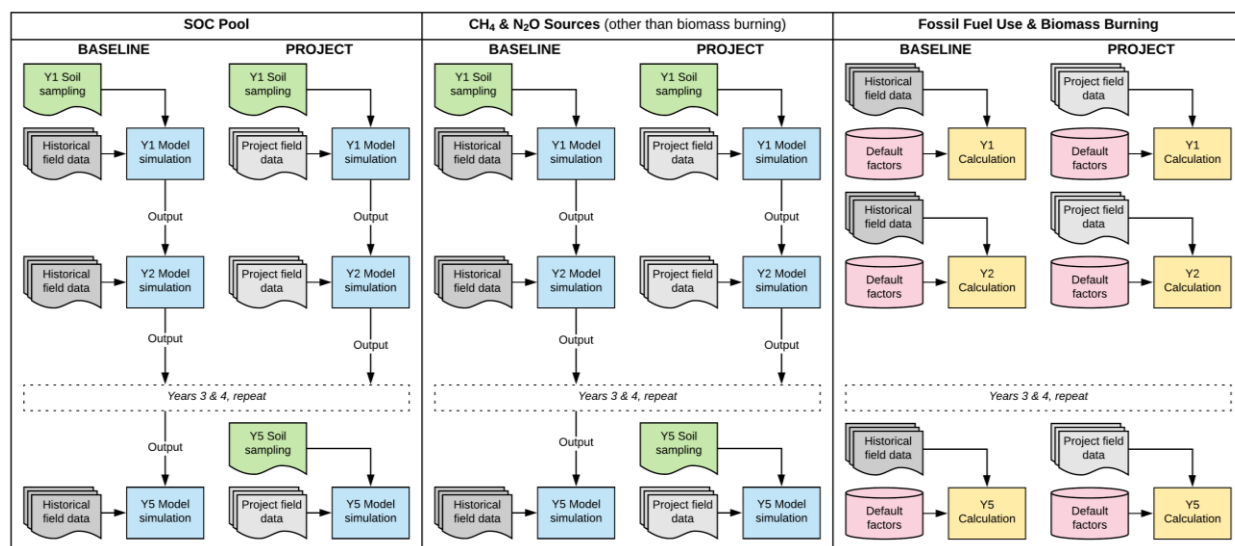 SOC Pool
BASELINE
PROJECT
Y1 Soil
sampling
Y1 Soil
sampling
Historical
field data
Y1 Model
simulation
Project field
data
Y1 Model
simulation
Output
Output
Historical
field data
Y2 Model
simulation
Project field
data
Y2 Model
simulation
Output
Output
Years 3 & 4, repeat
Output
Y5 Soil
sampling
Historical
field data
Y5 Model
simulation
Project field
data
Y5 Model
simulation
CH₄ & N₂O Sources (other than biomass burning)
BASELINE
PROJECT
Y1 Soil
sampling
Y1 Soil
sampling
Historical
field data
Y1 Model
simulation
Project field
data
Y1 Model
simulation
Output
Output
Historical
field data
Y2 Model
simulation
Project field
data
Y2 Model
simulation
Output
Output
Years 3 & 4, repeat
Output
Y5 Soil
sampling
Historical
field data
Y5 Model
simulation
Project field
data
Y5 Model
simulation
Fossil Fuel Use & Biomass Burning
BASELINE
PROJECT
Historical
field data
Project field
data
Default
factors
Y1
Calculation
Default
factors
Y1
Calculation
Historical
field data
Project field
data
Default
factors
Y2
Calculation
Default
factors
Y2
Calculation
Years 3 & 4, repeat
Historical
field data
Project field
data
Default
factors
Y5
Calculation
Default
factors
Y5
Calculation